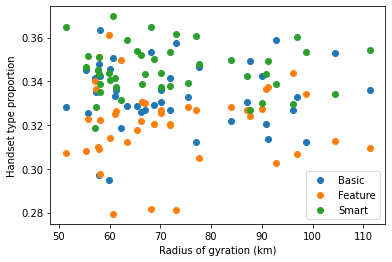 0.36
0.34
0.32
0.30
0.28
Handset type proportion
50
60
70
80
90
100
110
Radius of gyration (km)
Basic
Feature
Smart